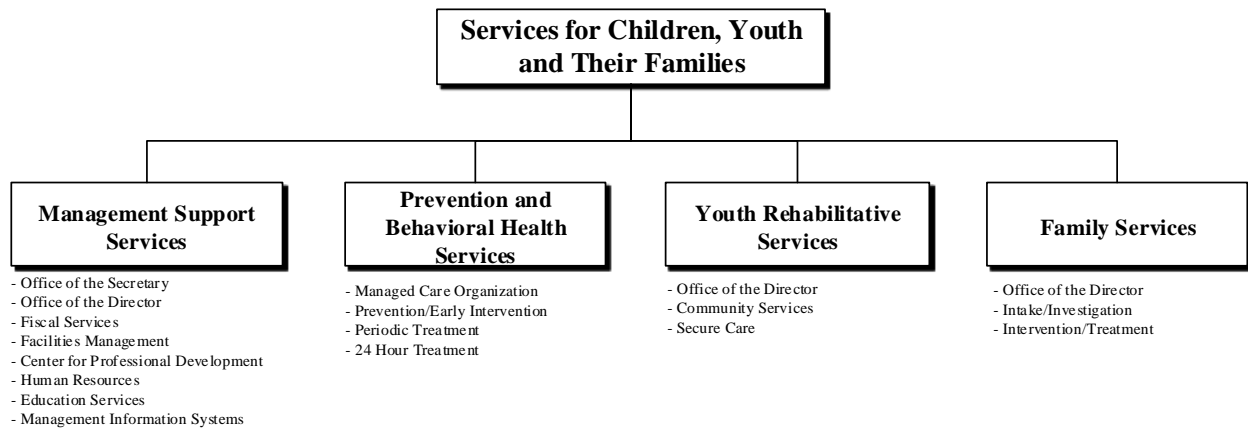 Services for Children, Youth
and Their Families
Management Support
Services
- Office of the Secretary
- Office of the Director
- Fiscal Services
- Facilities Management
- Center for Professional Development
- Human Resources
- Education Services
- Management Information Systems
Prevention and
Behavioral Health
Services
- Managed Care Organization
- Prevention/Early Intervention
- Periodic Treatment
- 24 Hour Treatment
Youth Rehabilitative
Services
- Office of the Director
- Community Services
- Secure Care
Family Services
- Office of the Director
- Intake/Investigation
- Intervention/Treatment